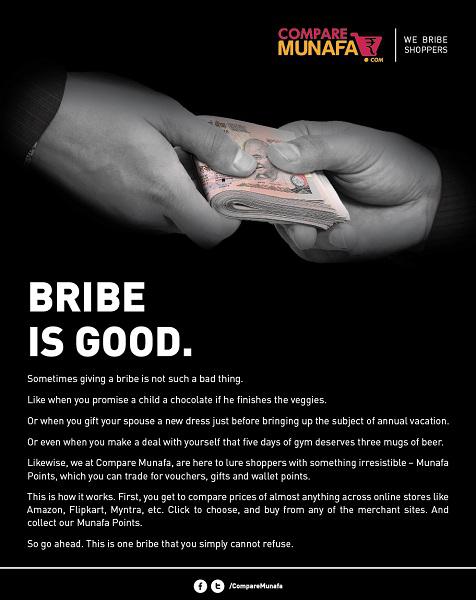 COMPARE
MUNAFA
.COM
WE BRIBE
SHOPPERS
BRIBE
IS GOOD.
Sometimes giving a bribe is not such a bad thing.
Like when you promise a child a chocolate if he finishes the veggies.
Or when you gift your spouse a new dress just before bringing up the subject of annual vacation.
Or even when you make a deal with yourself that five days of gym deserves three mugs of beer.
Likewise, we at Compare Munafa, are here to lure shoppers with something irresistible – Munafa
Points, which you can trade for vouchers, gifts and wallet points.
This is how it works. First, you get to compare prices of almost anything across online stores like
Amazon, Flipkart, Myntra, etc. Click to choose, and buy from any of the merchant sites. And
collect our Munafa Points.
So go ahead. This is one bribe that you simply cannot refuse.
/CompareMunafa